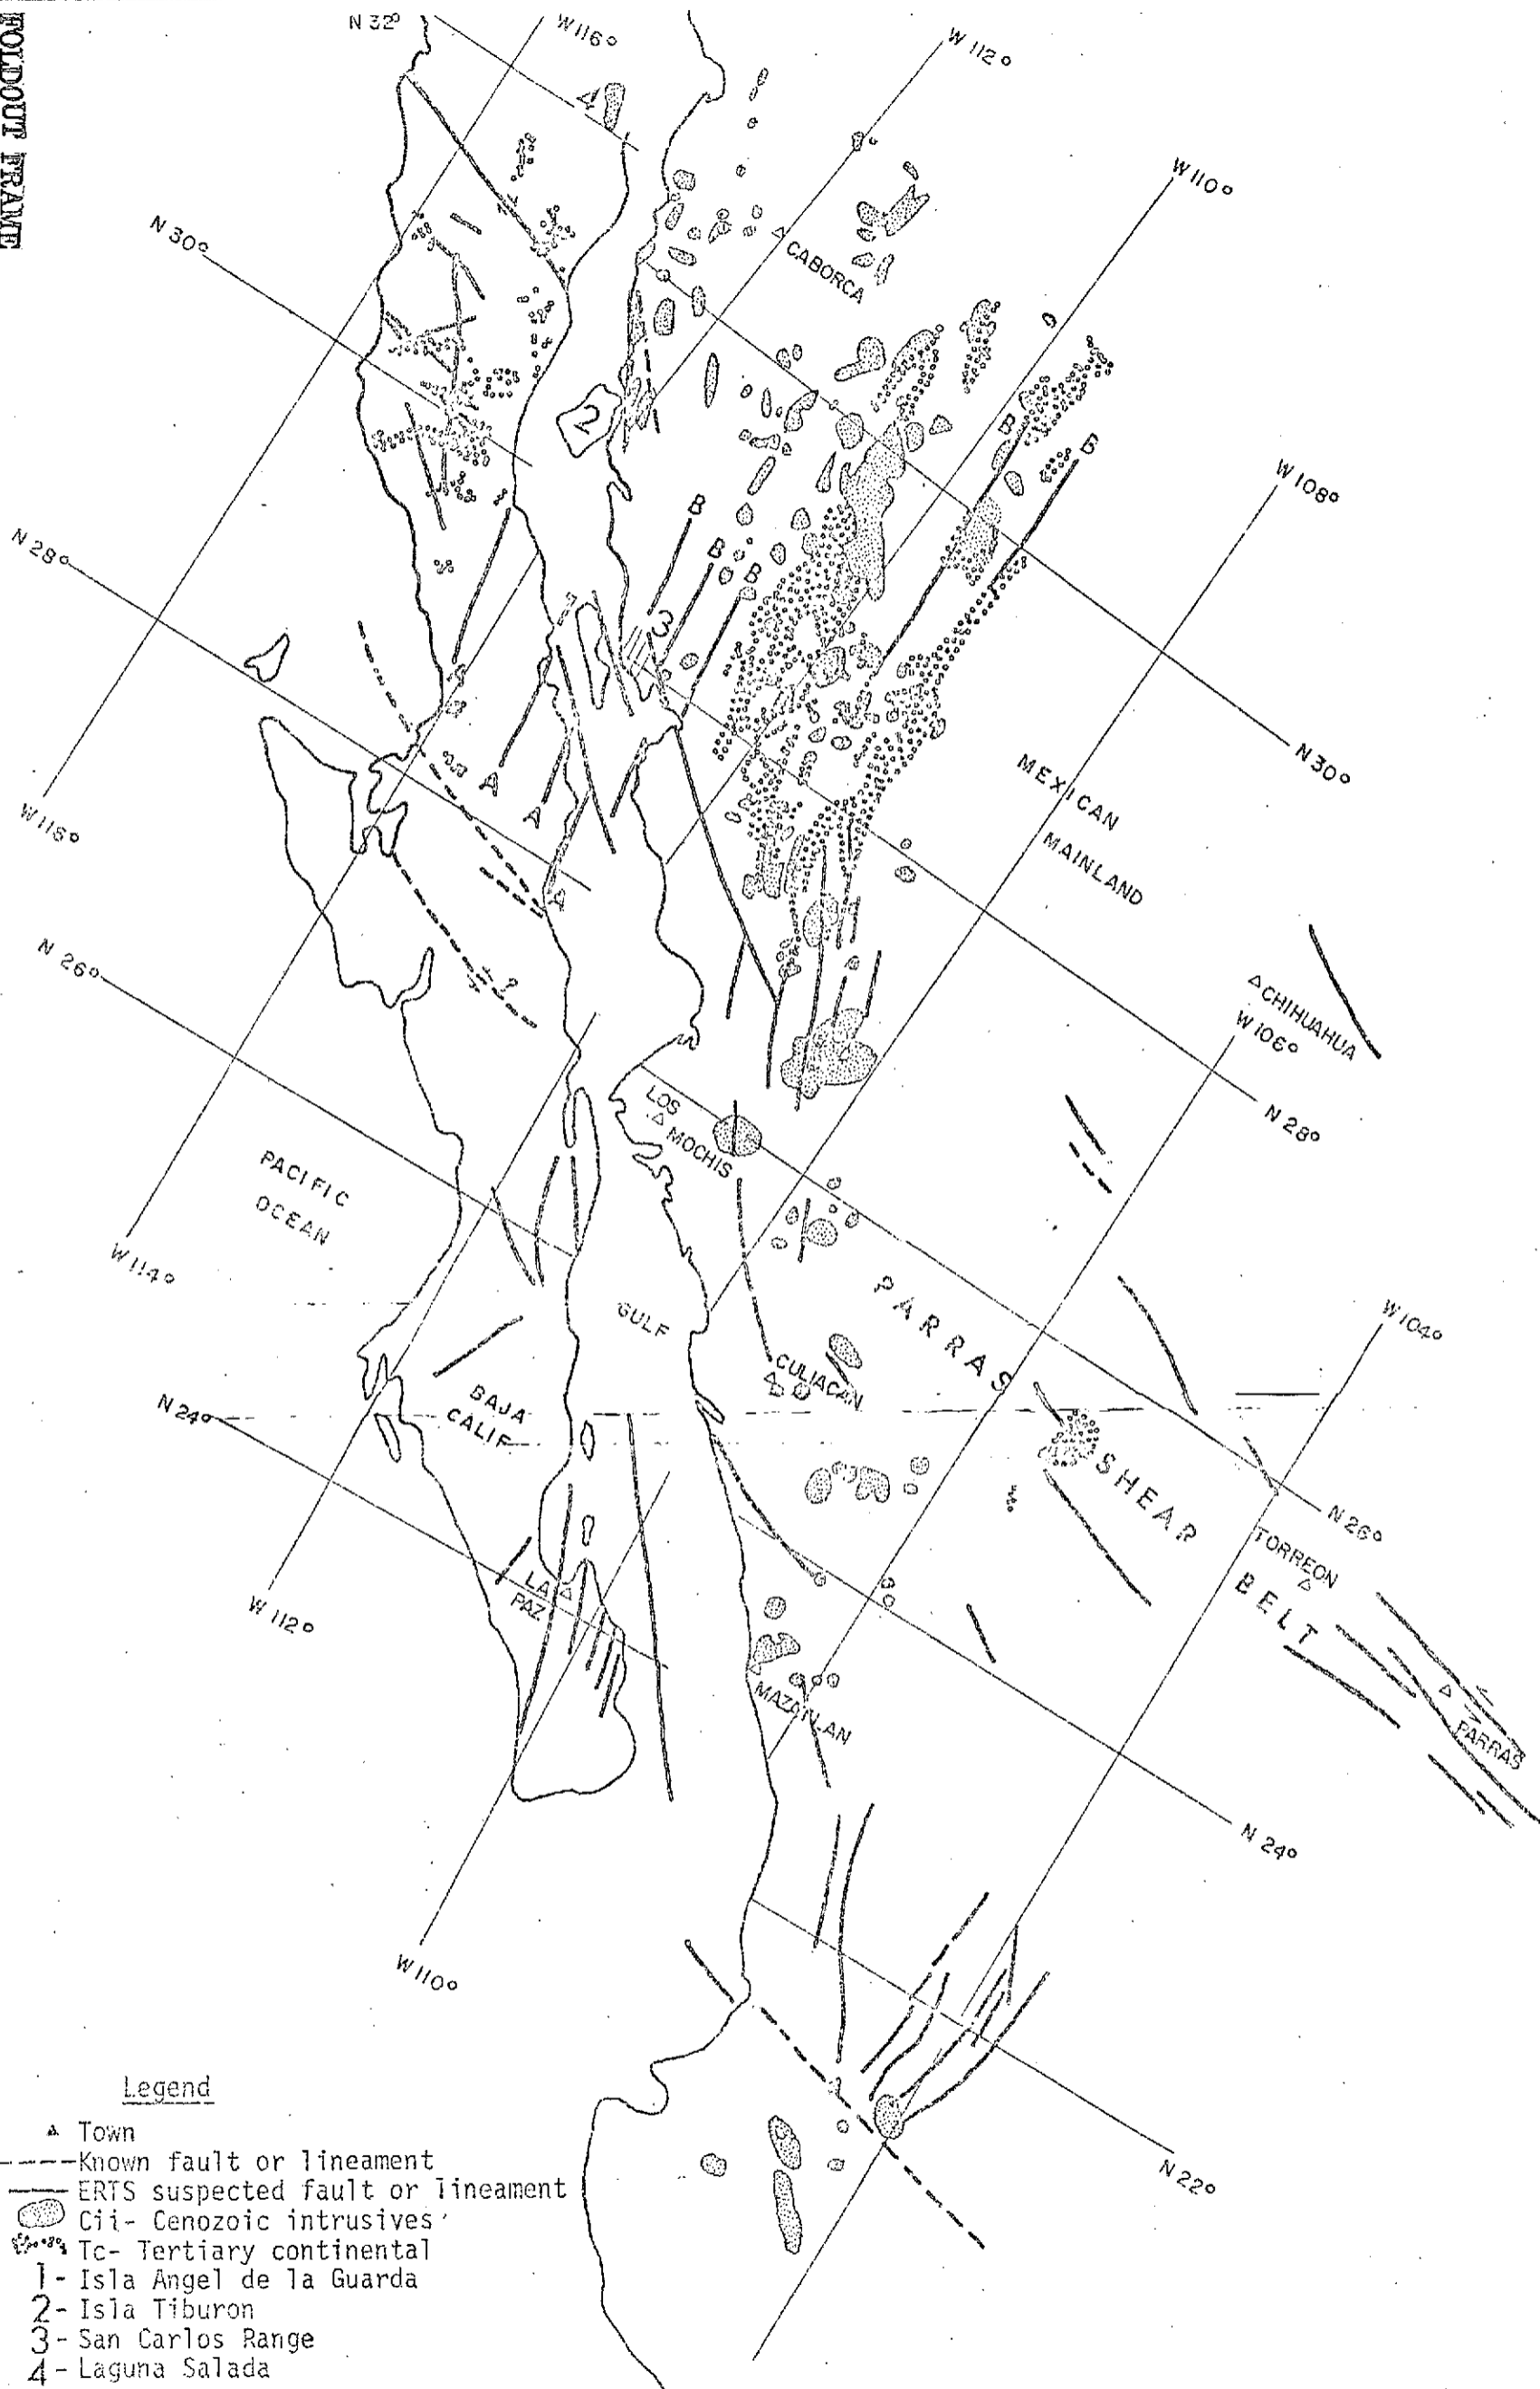 FOLDOUT FRAME
N 32°
W 116°
W 112°
4
W 110°
N 30°
CABORCA
2
B
B
W 108°
N 28°
B
B
B
3
MEXICAN
MAINLAND
N 30°
A
A
A
W 118°
N 26°
?
CHIHUAHUA
W 106°
LOS
MOCHIS
N 28°
PACIFIC
OCEAN
W 114°
GULF
PARRAS
SHEAR
BELT
W 104°
CULIACAN
BAJA
CALIF
N 24°
N 26°
TORREON
LA
PAZ
W 112°
MAZATLAN
PARRAS
N 24°
W 110°
N 22°
Legend
Town
Known fault or lineament
ERTS suspected fault or lineament
Cii- Cenozoic intrusives
Tc- Tertiary continental
1- Isla Angel de la Guarda
2- Isla Tiburon
3- San Carlos Range
4- Laguna Salada